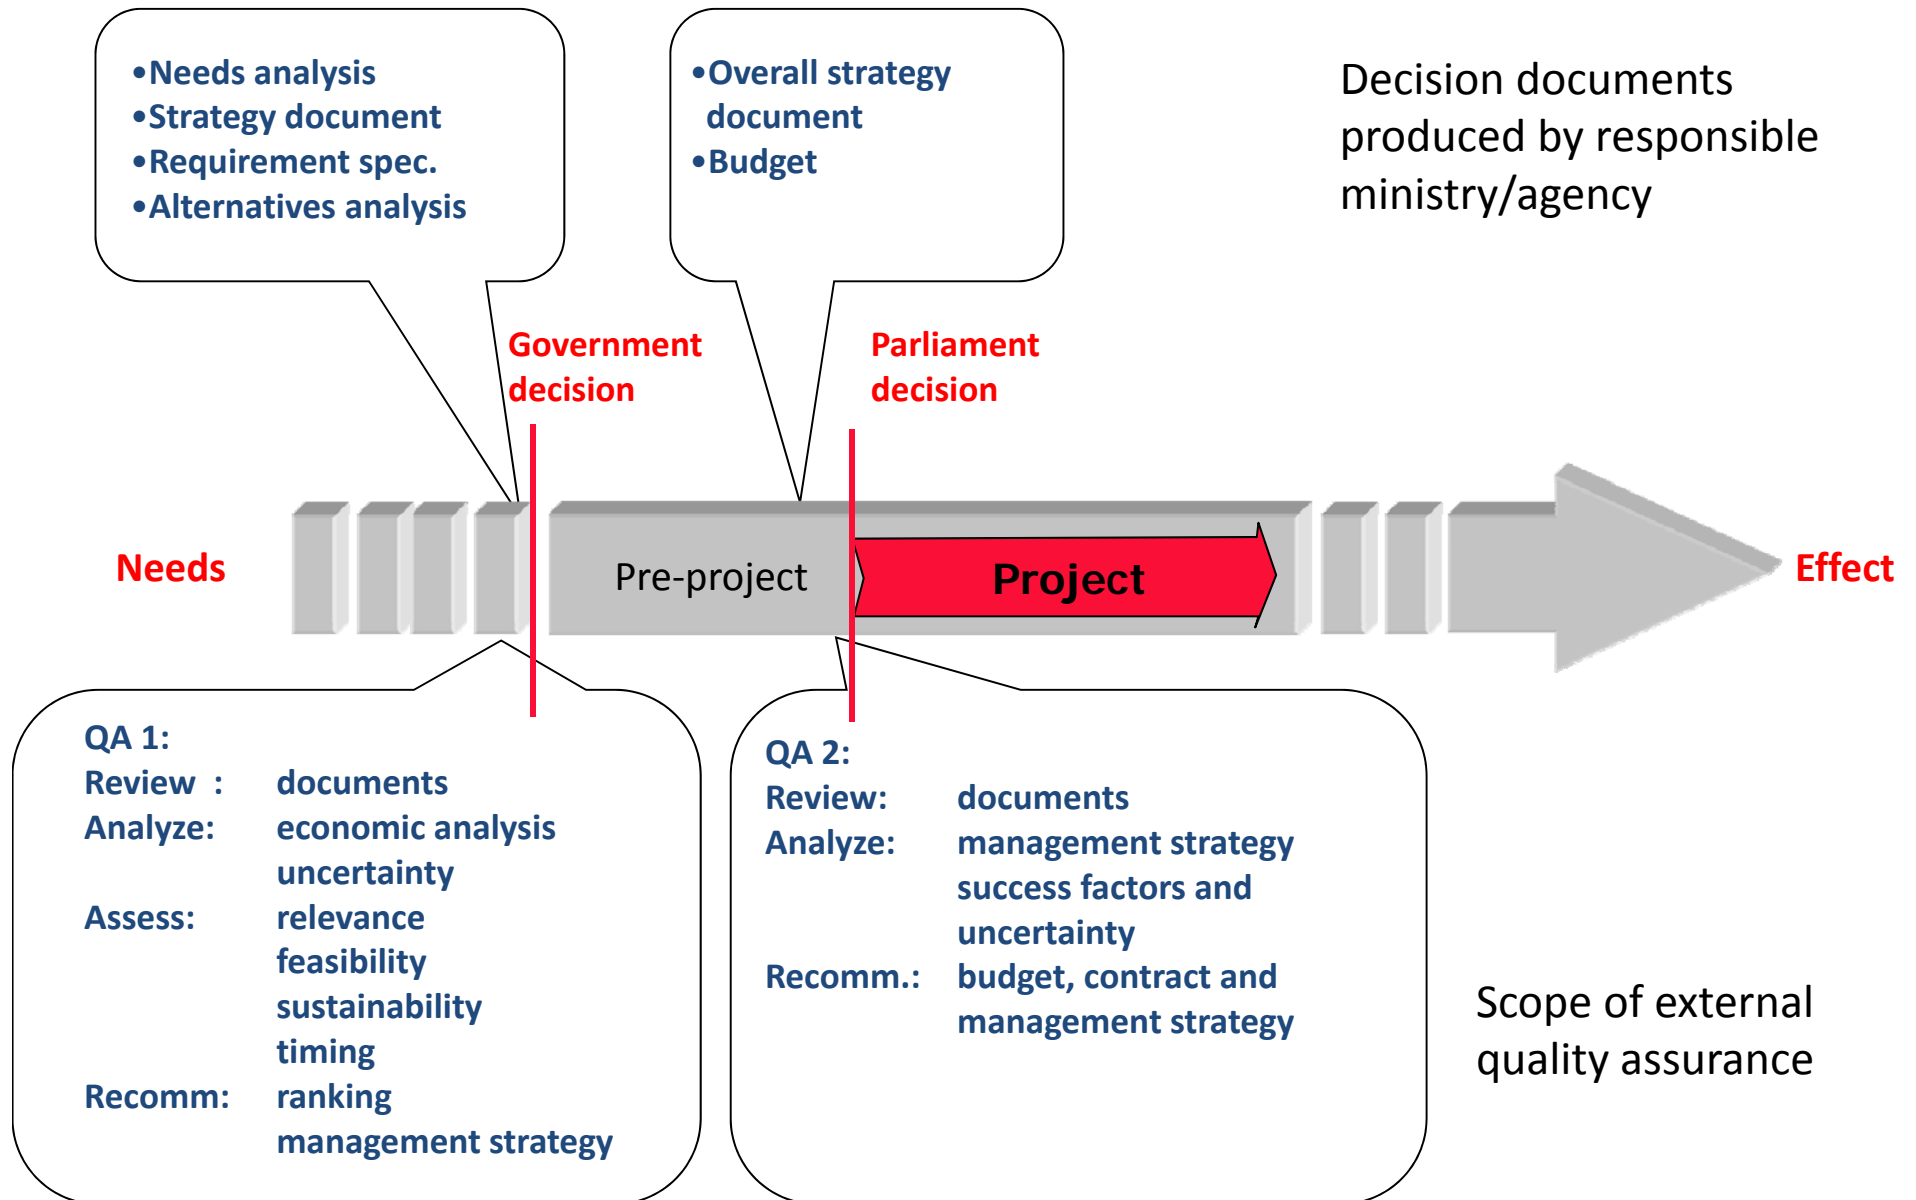 •Needs analysis
•Strategy document
•Requirement spec.
•Alternatives analysis
•Overall strategy
document
•Budget
Decision documents
produced by responsible
ministry/agency
Government
decision
Parliament
decision
Needs
Pre-project
Project
Effect
QA 1:
Review : documents
Analyze: economic analysis
uncertainty
Assess: relevance
feasibility
sustainability
timing
Recomm: ranking
management strategy
QA 2:
Review: documents
Analyze: management strategy
success factors and
uncertainty
Recomm.: budget, contract and
management strategy
Scope of external
quality assurance